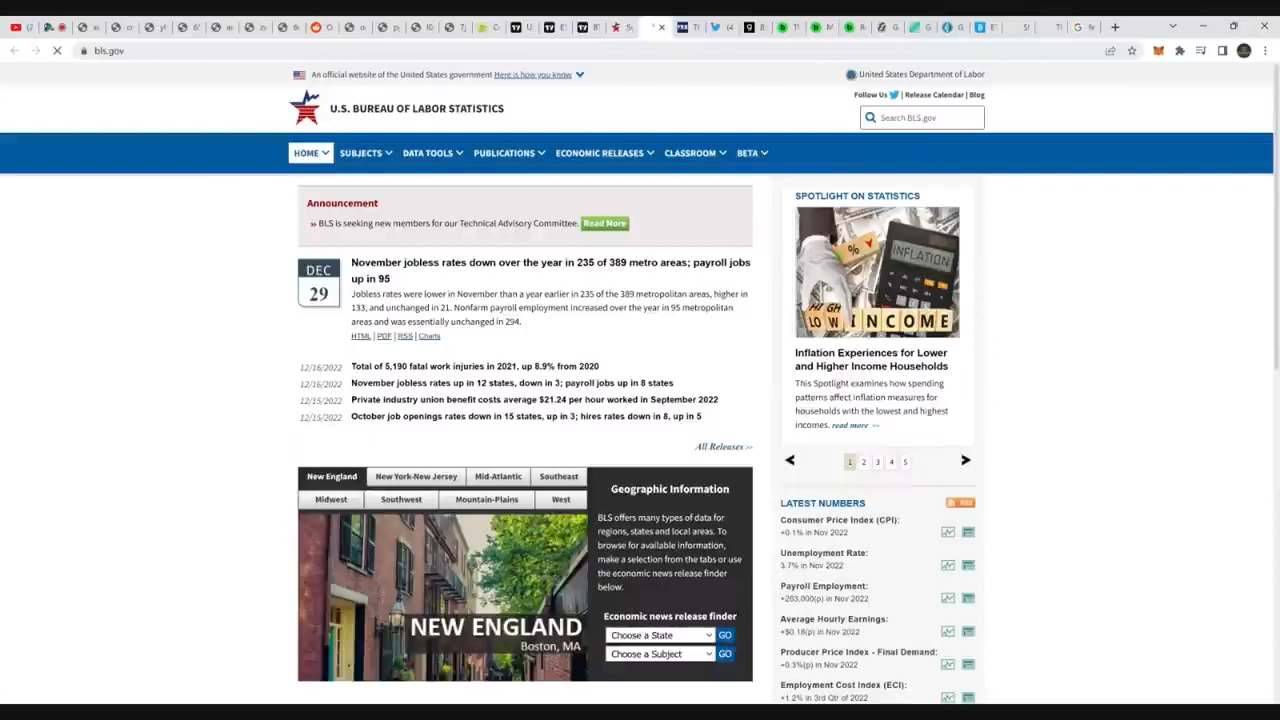 bls.gov
An official website of the United States government Here is how you know
United States Department of Labor
Follow Us | Release Calendar | Blog
U.S. BUREAU OF LABOR STATISTICS
Search BLS.gov
HOME SUBJECTS DATA TOOLS PUBLICATIONS ECONOMIC RELEASES CLASSROOM BETA
Announcement
» BLS is seeking new members for our Technical Advisory Committee. Read More
DEC
29
November jobless rates down over the year in 235 of 389 metro areas; payroll jobs
up in 95
Jobless rates were lower in November than a year earlier in 235 of the 389 metropolitan areas, higher in
133, and unchanged in 21. Nonfarm payroll employment increased over the year in 95 metropolitan
areas and was essentially unchanged in 294.
HTML | PDF | RSS | Charts
12/16/2022 Total of 5,190 fatal work injuries in 2021, up 8.9% from 2020
12/16/2022 November jobless rates up in 12 states, down in 3; payroll jobs up in 8 states
12/15/2022 Private industry union benefit costs average $21.24 per hour worked in September 2022
12/15/2022 October job openings rates down in 15 states, up in 3; hires rates down in 8, up in 5
All Releases >>
New England New York-New Jersey Mid-Atlantic Southeast
Midwest Southwest Mountain-Plains West
NEW ENGLAND
Boston, MA
Geographic Information
BLS offers many types of data for
regions, states and local areas. To
browse for available information,
make a selection from the tabs or use
the economic news release finder
below.
Economic news release finder
Choose a State GO
Choose a Subject GO
SPOTLIGHT ON STATISTICS
%
INFLATION
HIGH
LOW INCOME
Inflation Experiences for Lower
and Higher Income Households
This Spotlight examines how spending
patterns affect inflation measures for
households with the lowest and highest
incomes. read more >>
1 2 3 4 5
LATEST NUMBERS RSS
Consumer Price Index (CPI):
+0.1% in Nov 2022
Unemployment Rate:
3.7% in Nov 2022
Payroll Employment:
+263,000(p) in Nov 2022
Average Hourly Earnings:
+$0.18(p) in Nov 2022
Producer Price Index - Final Demand:
+0.3%(p) in Nov 2022
Employment Cost Index (ECI):
+1.2% in 3rd Qtr of 2022